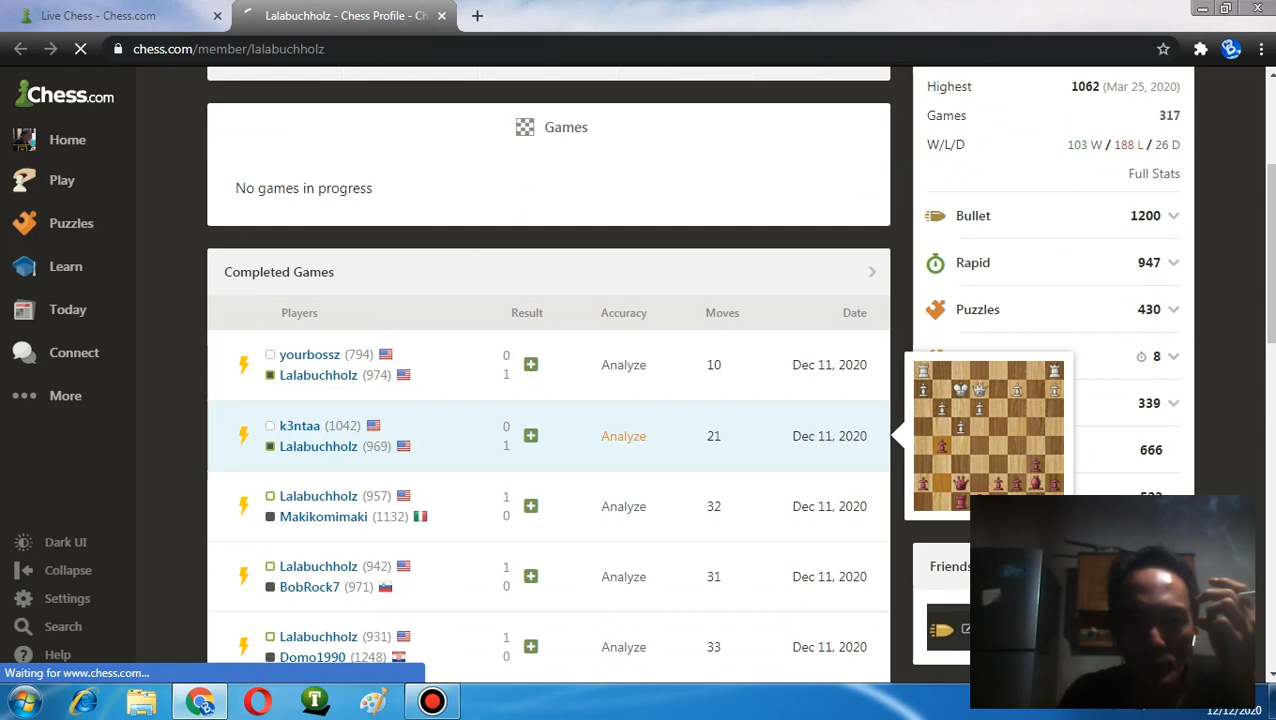 Live Chess - Chess.com
Lalabuchholz - Chess Profile - Ch
chess.com/member/lalabuchholz
Chess.com
Home
Play
Puzzles
Learn
Today
Connect
More
Dark UI
Collapse
Settings
Search
Help
Games
No games in progress
Completed Games
Players Result Accuracy Moves Date
yourbossz (794) 0
Lalabuchholz (974) 1
Analyze 10 Dec 11, 2020
k3ntaa (1042) 0
Lalabuchholz (969) 1
Analyze 21 Dec 11, 2020
Lalabuchholz (957) 1
Makikomimaki (1132) 0
Analyze 32 Dec 11, 2020
Lalabuchholz (942) 1
BobRock7 (971) 0
Analyze 31 Dec 11, 2020
Lalabuchholz (931) 1
Domo1990 (1248) 0
Analyze 33 Dec 11, 2020
Highest 1062 (Mar 25, 2020)
Games 317
W/L/D 103 W / 188 L / 26 D
Full Stats
Bullet 1200
Rapid 947
Puzzles 430
8
339
666
Friends
Waiting for www.chess.com...
12/12/2020